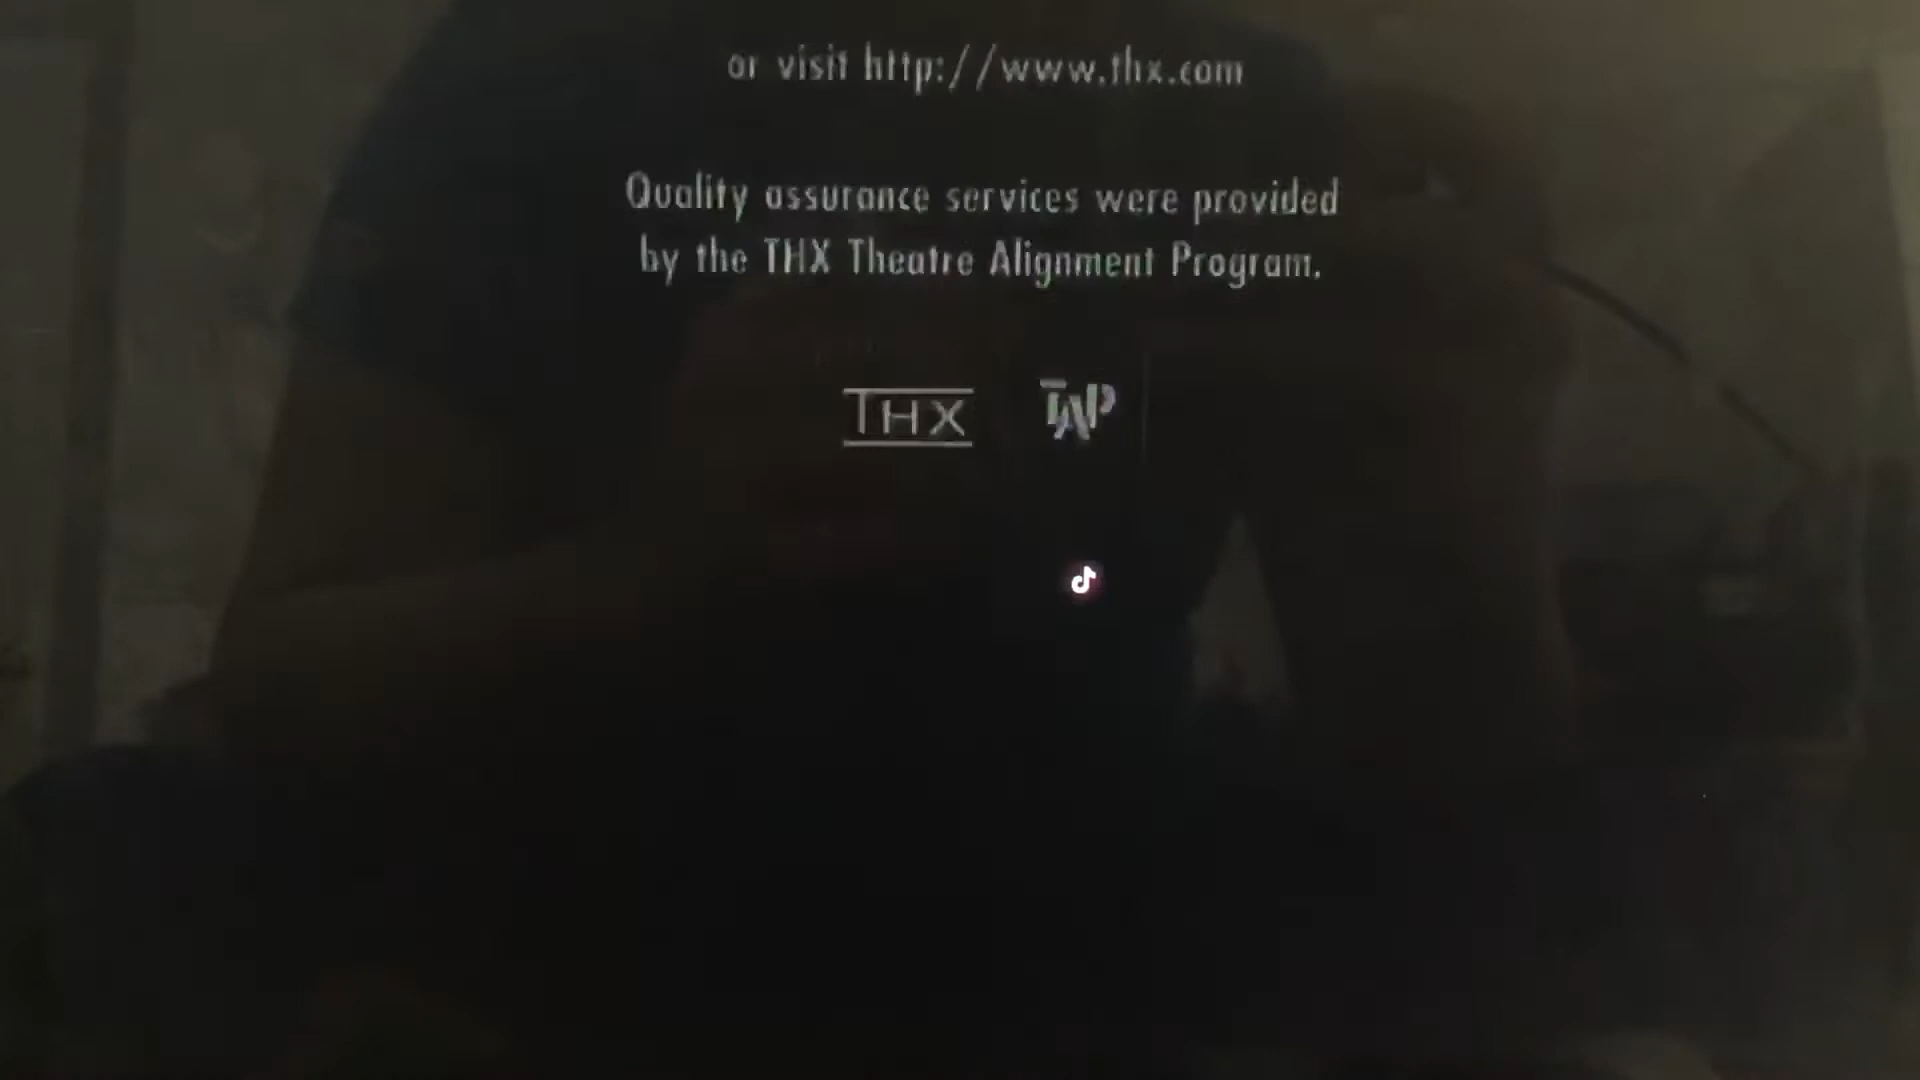 or visit http://www.thx.com
Quality assurance services were provided
by the THX Theatre Alignment Program.
THX TAP